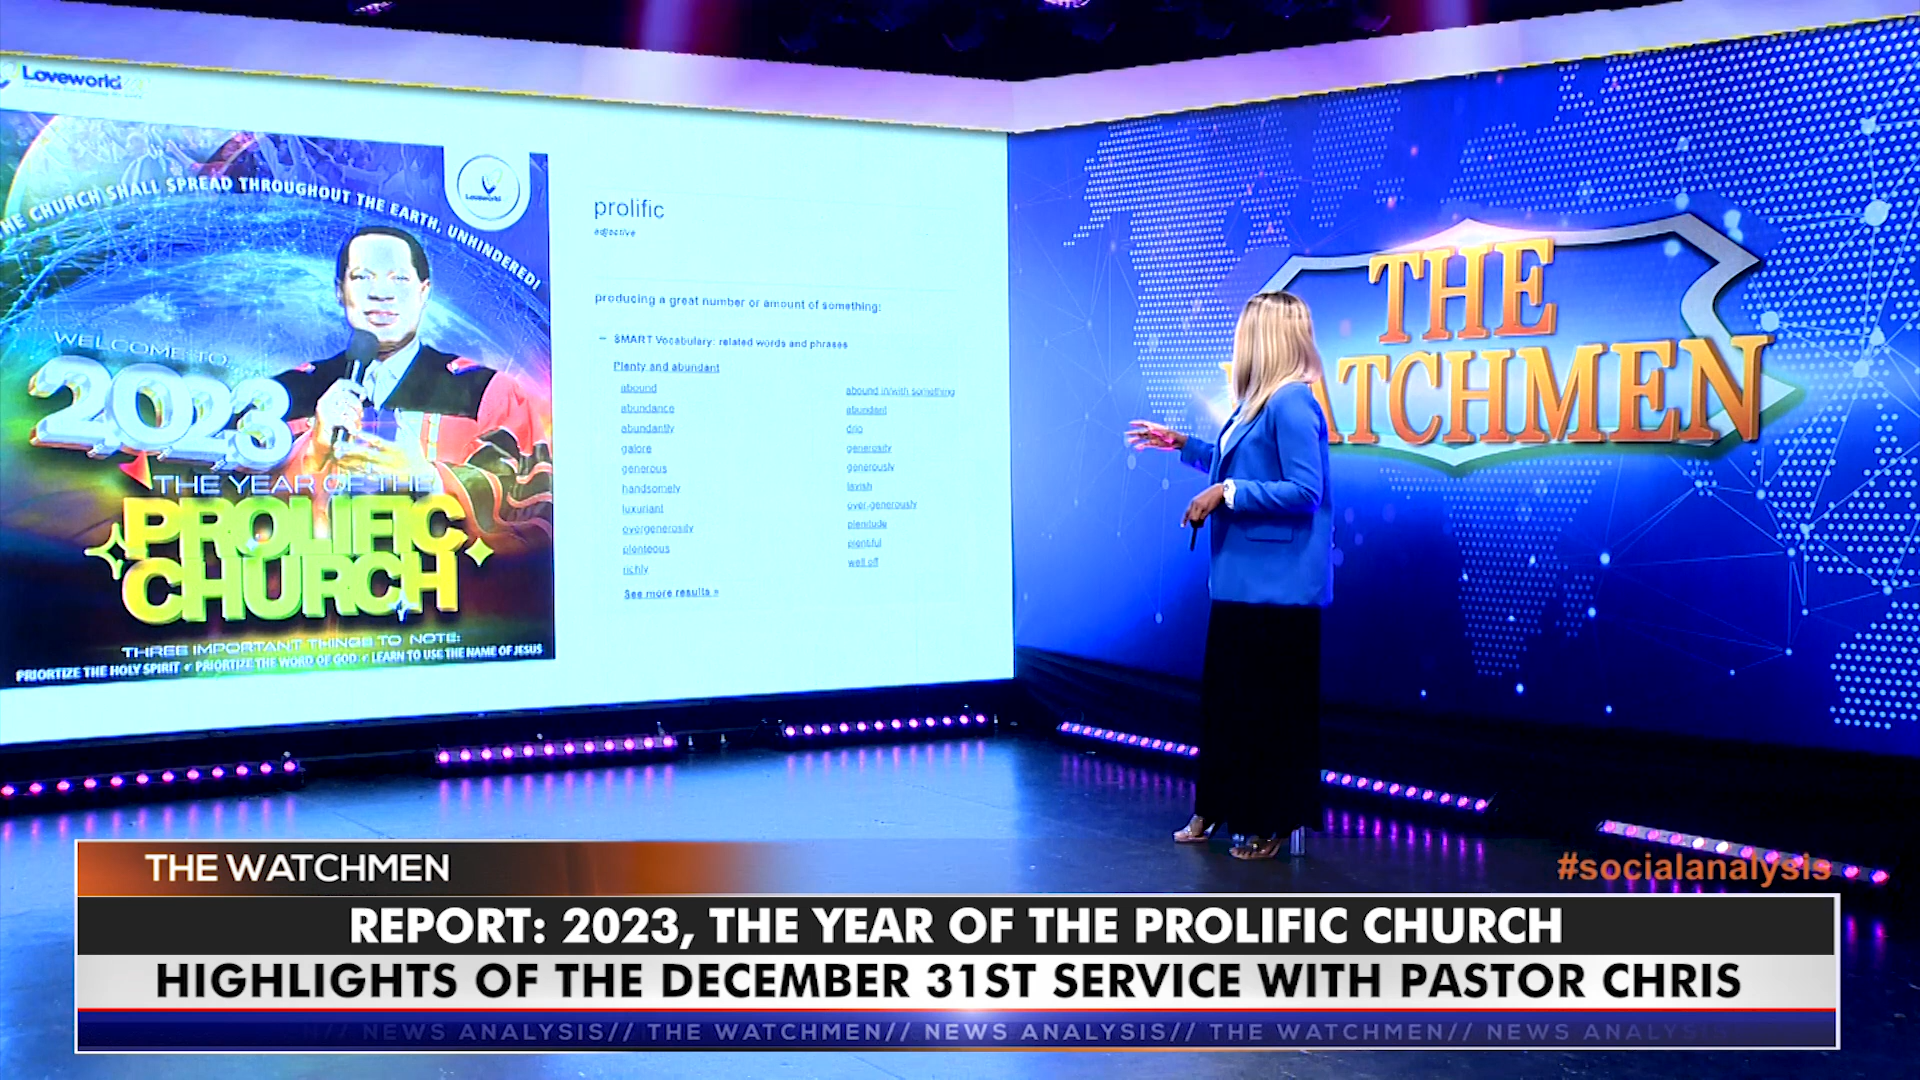 Loveworld
THE CHURCH SHALL SPREAD THROUGHOUT THE EARTH, UNHINDERED!
Loveworld
WELCOME TO
2023
THE YEAR OF THE
PROLIFIC
CHURCH
THREE IMPORTANT THINGS TO NOTE:
PRIORTIZE THE HOLY SPIRIT PRIORTIZE THE WORD OF GOD LEARN TO USE THE NAME OF JESUS
prolific
adjective
producing a great number or amount of something:
– SMART Vocabulary: related words and phrases
Plenty and abundant
abound
abundance
abundantly
galore
generous
handsomely
luxuriant
overgenerosity
plenteous
richly
See more results »
abound in/with something
abundant
drip
generosity
generously
lavish
over-generously
plenitude
plentiful
well off
THE
WATCHMEN
THE WATCHMEN
#socialanalysis
REPORT: 2023, THE YEAR OF THE PROLIFIC CHURCH
HIGHLIGHTS OF THE DECEMBER 31ST SERVICE WITH PASTOR CHRIS
// NEWS ANALYSIS// THE WATCHMEN// NEWS ANALYSIS// THE WATCHMEN// NEWS ANALYSIS